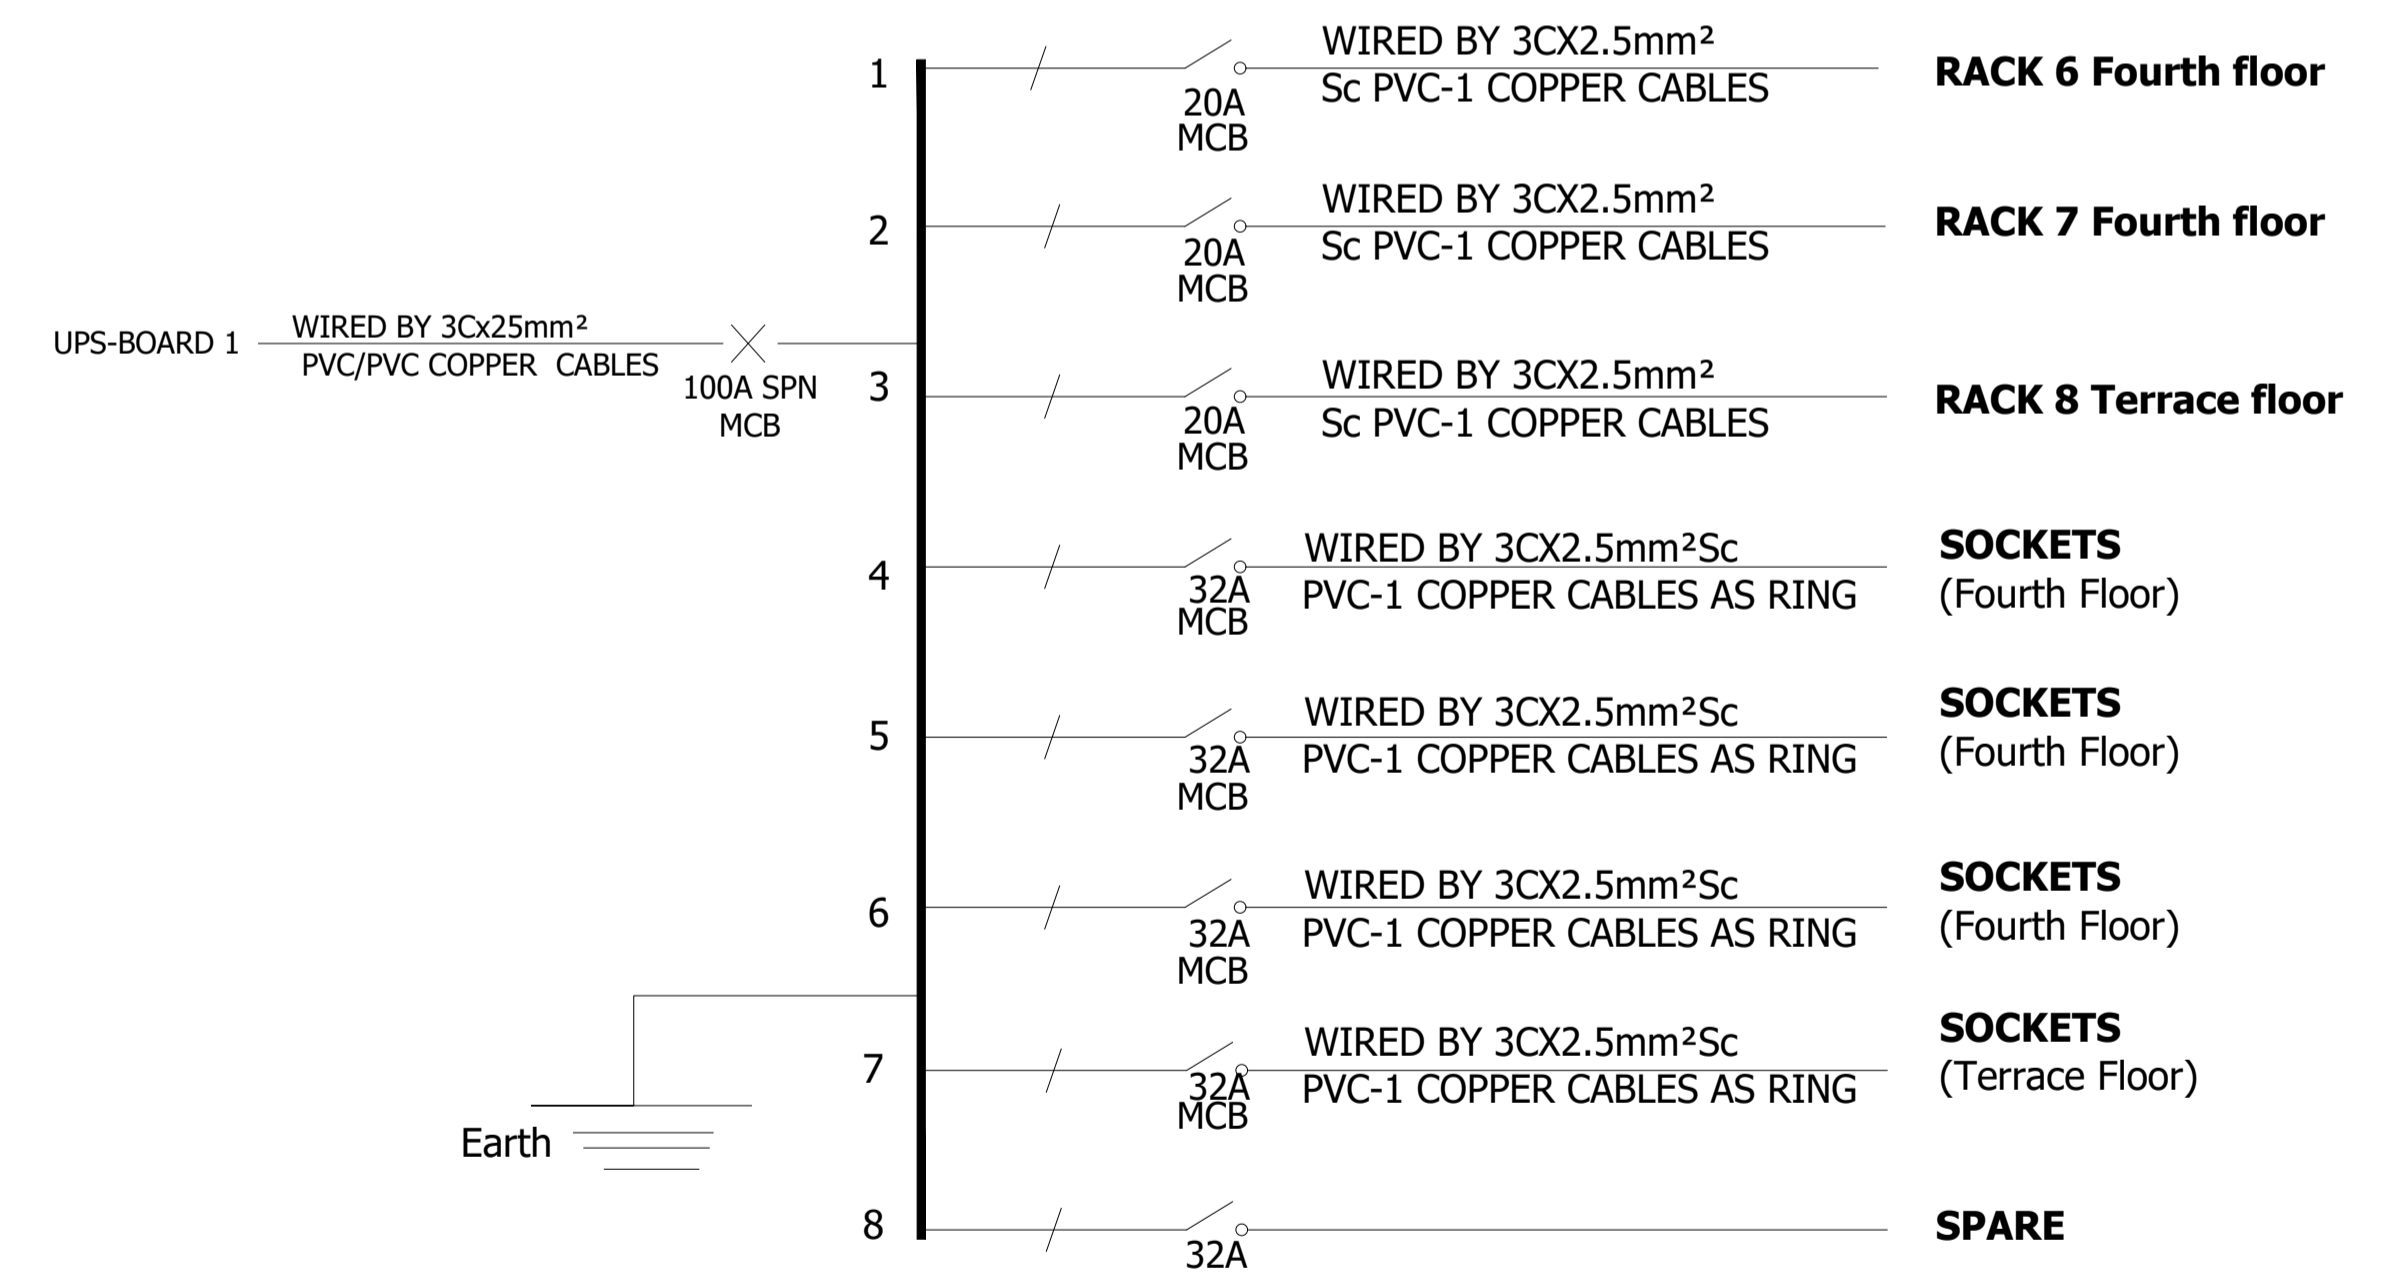 1
WIRED BY 3CX2.5mm²
Sc PVC-1 COPPER CABLES
20A
MCB
RACK 6 Fourth floor
2
WIRED BY 3CX2.5mm²
Sc PVC-1 COPPER CABLES
20A
MCB
RACK 7 Fourth floor
UPS-BOARD 1
WIRED BY 3Cx25mm²
PVC/PVC COPPER CABLES
100A SPN
MCB
3
WIRED BY 3CX2.5mm²
Sc PVC-1 COPPER CABLES
20A
MCB
RACK 8 Terrace floor
4
WIRED BY 3CX2.5mm²Sc
PVC-1 COPPER CABLES AS RING
32A
MCB
SOCKETS
(Fourth Floor)
5
WIRED BY 3CX2.5mm²Sc
PVC-1 COPPER CABLES AS RING
32A
MCB
SOCKETS
(Fourth Floor)
6
WIRED BY 3CX2.5mm²Sc
PVC-1 COPPER CABLES AS RING
32A
MCB
SOCKETS
(Fourth Floor)
7
WIRED BY 3CX2.5mm²Sc
PVC-1 COPPER CABLES AS RING
32A
MCB
SOCKETS
(Terrace Floor)
Earth
8
32A
SPARE